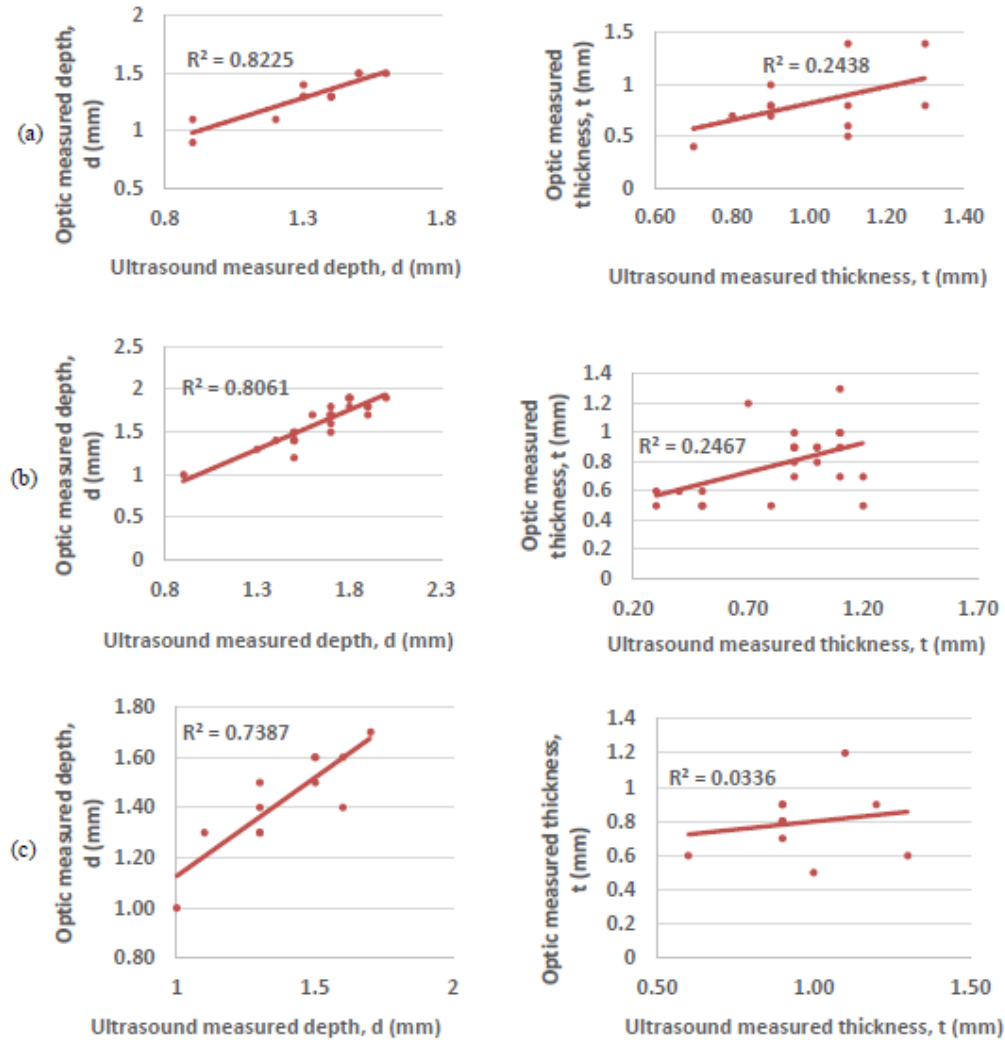 (a)
Optic measured depth,
d (mm)
2
1.5
1
0.5
R² = 0.8225
0.8
1.3
1.8
Ultrasound measured depth, d (mm)
Optic measured
thickness, t (mm)
1.5
1
0.5
0
R² = 0.2438
0.60
0.80
1.00
1.20
1.40
Ultrasound measured thickness, t (mm)
(b)
Optic measured depth,
d (mm)
2.5
2
1.5
1
0.5
0
R² = 0.8061
0.8
1.3
1.8
2.3
Ultrasound measured depth, d (mm)
Optic measured
thickness, t (mm)
1.4
1.2
1
0.8
0.6
0.4
0.2
0
R² = 0.2467
0.20
0.70
1.20
1.70
Ultrasound measured thickness, t (mm)
(c)
Optic measured depth,
d (mm)
1.80
1.60
1.40
1.20
1.00
0.80
R² = 0.7387
1
1.5
2
Ultrasound measured depth, d (mm)
Optic measured thickness,
t (mm)
1.4
1.2
1
0.8
0.6
0.4
0.2
0
R² = 0.0336
0.50
1.00
1.50
Ultrasound measured thickness, t (mm)